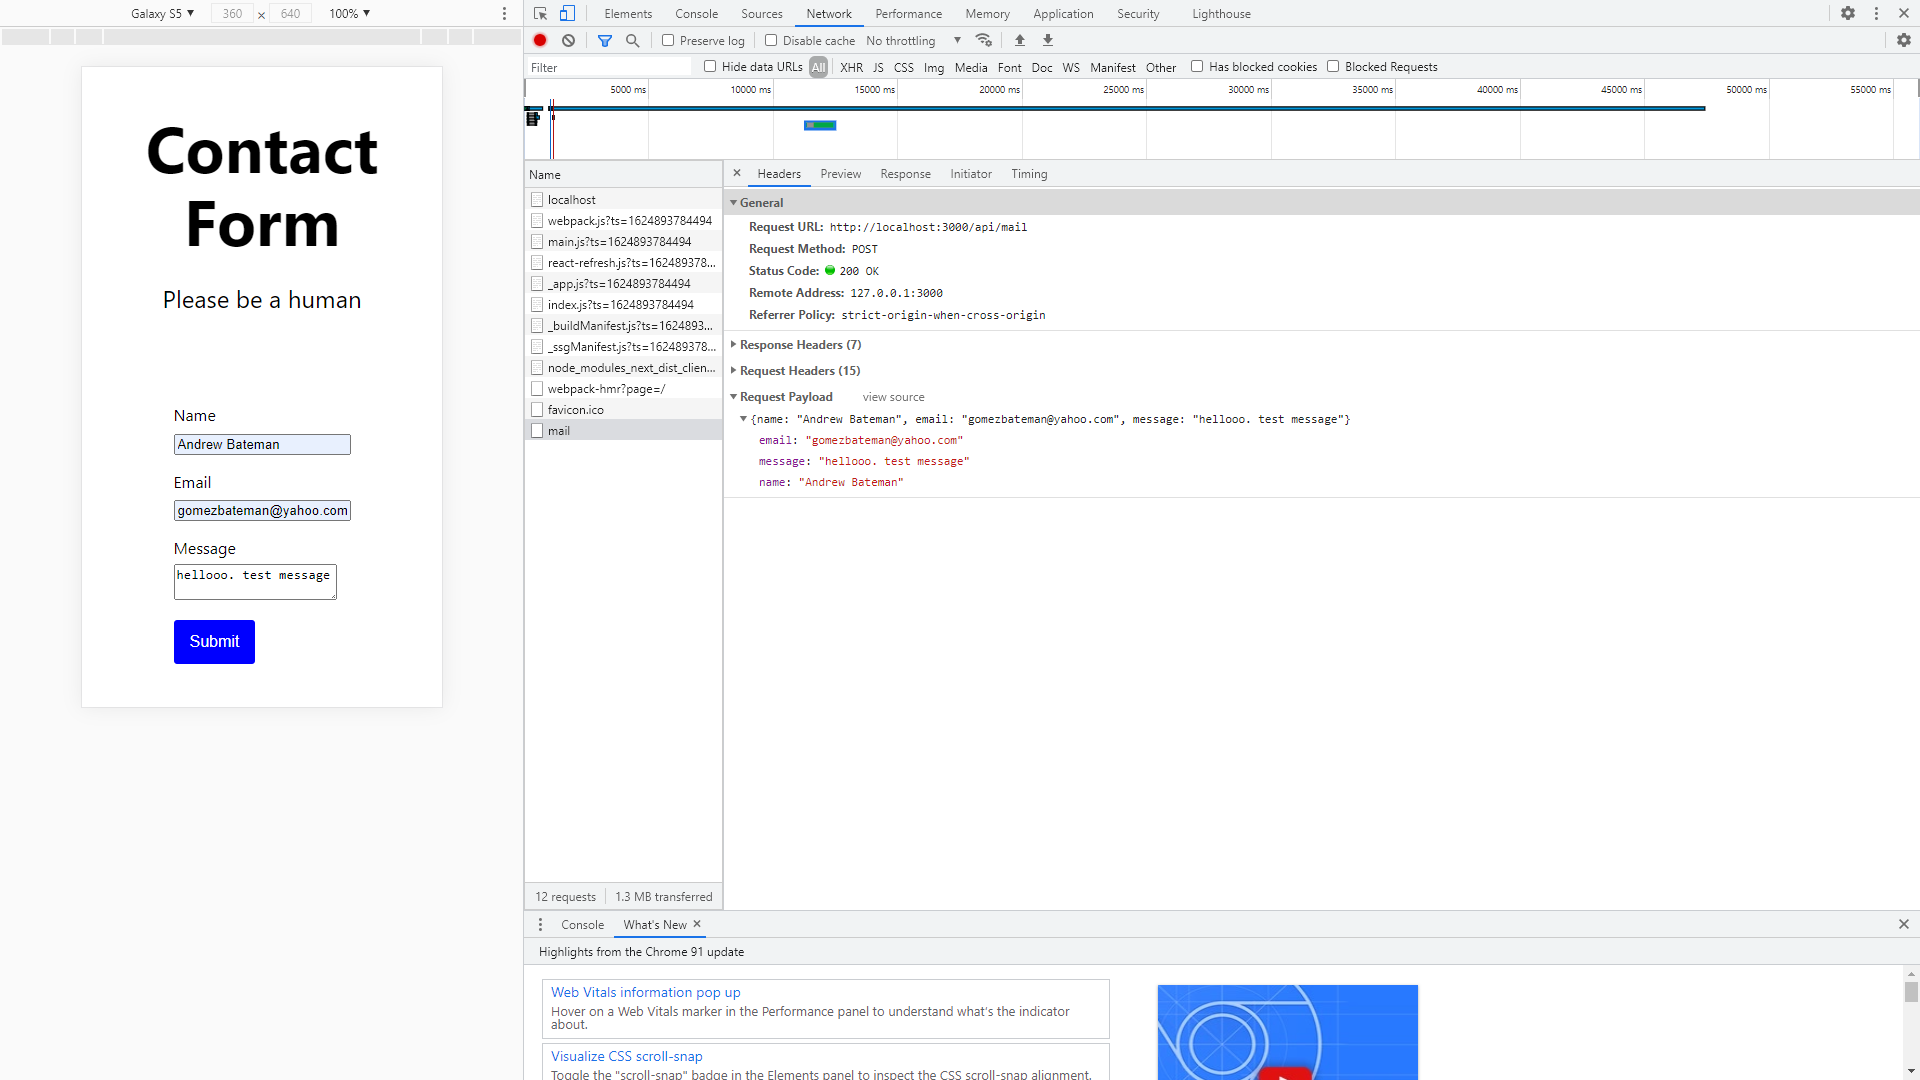 Galaxy S5 ▼ 360 × 640 100% ▼
Contact
Form
Please be a human
Name
Andrew Bateman
Email
gomezbateman@yahoo.com
Message
hellooo. test message
Submit
Elements Console Sources Network Performance Memory Application Security Lighthouse
Preserve log Disable cache No throttling ▼
Filter Hide data URLs All XHR JS CSS Img Media Font Doc WS Manifest Other Has blocked cookies Blocked Requests
5000 ms 10000 ms 15000 ms 20000 ms 25000 ms 30000 ms 35000 ms 40000 ms 45000 ms 50000 ms 55000 ms
Name
localhost
webpack.js?ts=1624893784494
main.js?ts=1624893784494
react-refresh.js?ts=162489378...
_app.js?ts=1624893784494
index.js?ts=1624893784494
_buildManifest.js?ts=1624893...
_ssgManifest.js?ts=162489378...
node_modules_next_dist_clien...
webpack-hmr?page=/
favicon.ico
mail
12 requests 1.3 MB transferred
× Headers Preview Response Initiator Timing
▼ General
Request URL: http://localhost:3000/api/mail
Request Method: POST
Status Code: 200 OK
Remote Address: 127.0.0.1:3000
Referrer Policy: strict-origin-when-cross-origin
Response Headers (7)
Request Headers (15)
▼ Request Payload view source
▼ {name: "Andrew Bateman", email: "gomezbateman@yahoo.com", message: "hellooo. test message"}
email: "gomezbateman@yahoo.com"
message: "hellooo. test message"
name: "Andrew Bateman"
Console What's New ×
Highlights from the Chrome 91 update
Web Vitals information pop up
Hover on a Web Vitals marker in the Performance panel to understand what's the indicator
about.
Visualize CSS scroll-snap
Toggle the "scroll-snap" badge in the Elements panel to inspect the CSS scroll-snap alignment.